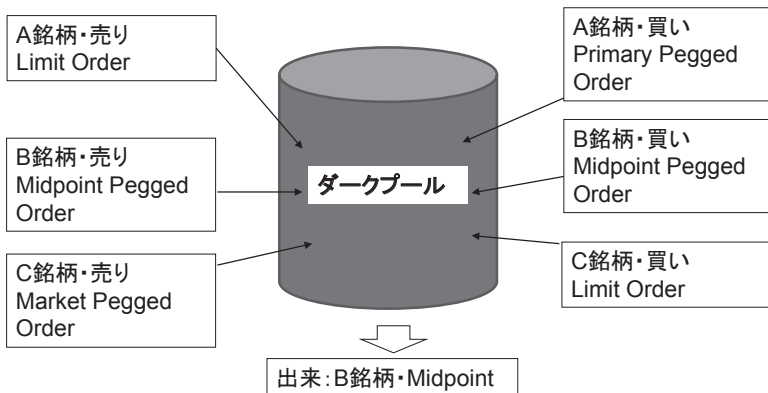 A銘柄・売り
Limit Order
B銘柄・売り
Midpoint Pegged
Order
C銘柄・売り
Market Pegged
Order
ダークプール
A銘柄・買い
Primary Pegged
Order
B銘柄・買い
Midpoint Pegged
Order
C銘柄・買い
Limit Order
出来:B銘柄・Midpoint